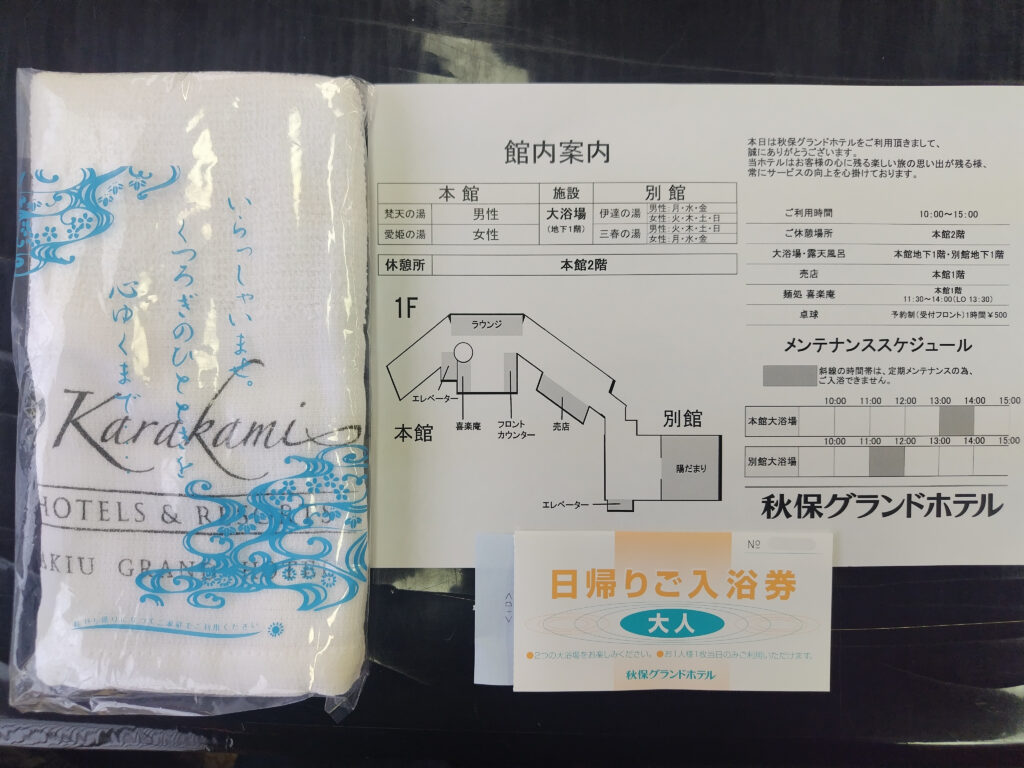 いらっしゃいませ。
くつろぎのひとときを
心ゆくまで
Karakami
HOTELS & RESORTS
AKIU GRAND HOTEL
館内案内
本館 施設 別館
梵天の湯 男性 大浴場 (地下1階) 伊達の湯 男性:月・水・金 女性:火・木・土・日
愛姫の湯 女性 三春の湯 男性:火・木・土・日 女性:月・水・金
休憩所 本館2階
1F
ラウンジ
エレベーター
喜楽庵
フロント
カウンター
売店
本館
別館
陽だまり
エレベーター
本日は秋保グランドホテルをご利用頂きまして、
誠にありがとうございます。
当ホテルはお客様の心に残る楽しい旅の思い出が残る様、
常にサービスの向上を心掛けております。
ご利用時間 10:00～15:00
ご休憩場所 本館2階
大浴場・露天風呂 本館地下1階・別館地下1階
売店 本館1階
麺処 喜楽庵 本館1階
11:30～14:00(LO 13:30)
卓球 予約制(受付フロント)1時間¥500
メンテナンススケジュール
斜線の時間帯は、定期メンテナンスの為、
ご入浴できません。
10:00 11:00 12:00 13:00 14:00 15:00
本館大浴場
10:00 11:00 12:00 13:00 14:00 15:00
別館大浴場
秋保グランドホテル
№
日帰りご入浴券
大人
●2つの大浴場をお楽しみください。●お1人様1枚当日のみご利用いただけます。
秋保グランドホテル